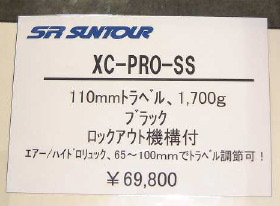 SR SUNTOUR
XC-PRO-SS
110mmトラベル、1,700g
ブラック
ロックアウト機構付
エアー/ハイドロリュック、65～100mmでトラベル調節可！
￥69,800